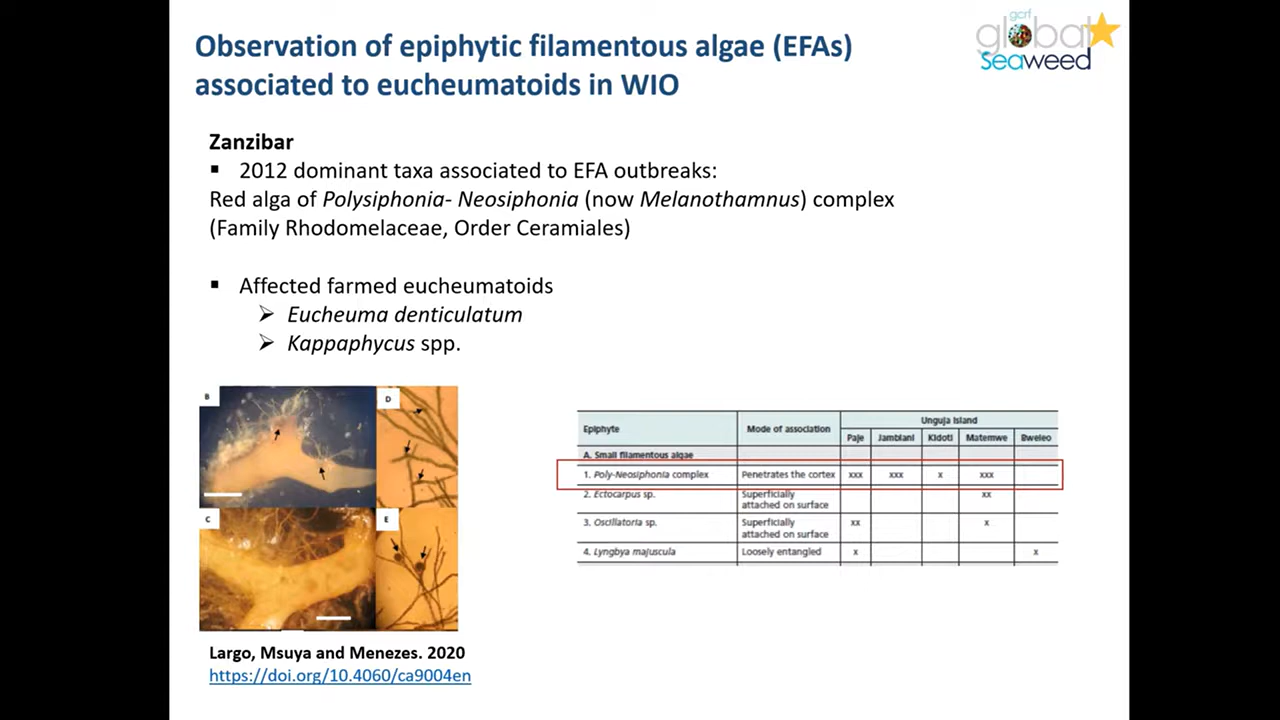 Observation of epiphytic filamentous algae (EFAs)
associated to eucheumatoids in WIO
gcrf
global
Seaweed
Zanzibar
▪ 2012 dominant taxa associated to EFA outbreaks:
Red alga of Polysiphonia- Neosiphonia (now Melanothamnus) complex
(Family Rhodomelaceae, Order Ceramiales)
▪ Affected farmed eucheumatoids
➢ Eucheuma denticulatum
➢ Kappaphycus spp.
B
D
C
E
Epiphyte Mode of association Unguja Island
Paje Jambiani Kidoti Matemwe Bweleo
A. Small filamentous algae
1. Poly-Neosiphonia complex Penetrates the cortex xxx xxx x xxx
2. Ectocarpus sp. Superficially xx
attached on surface
3. Oscillatoria sp. Superficially xx x
attached on surface
4. Lyngbya majuscula Loosely entangled x x
Largo, Msuya and Menezes. 2020
https://doi.org/10.4060/ca9004en